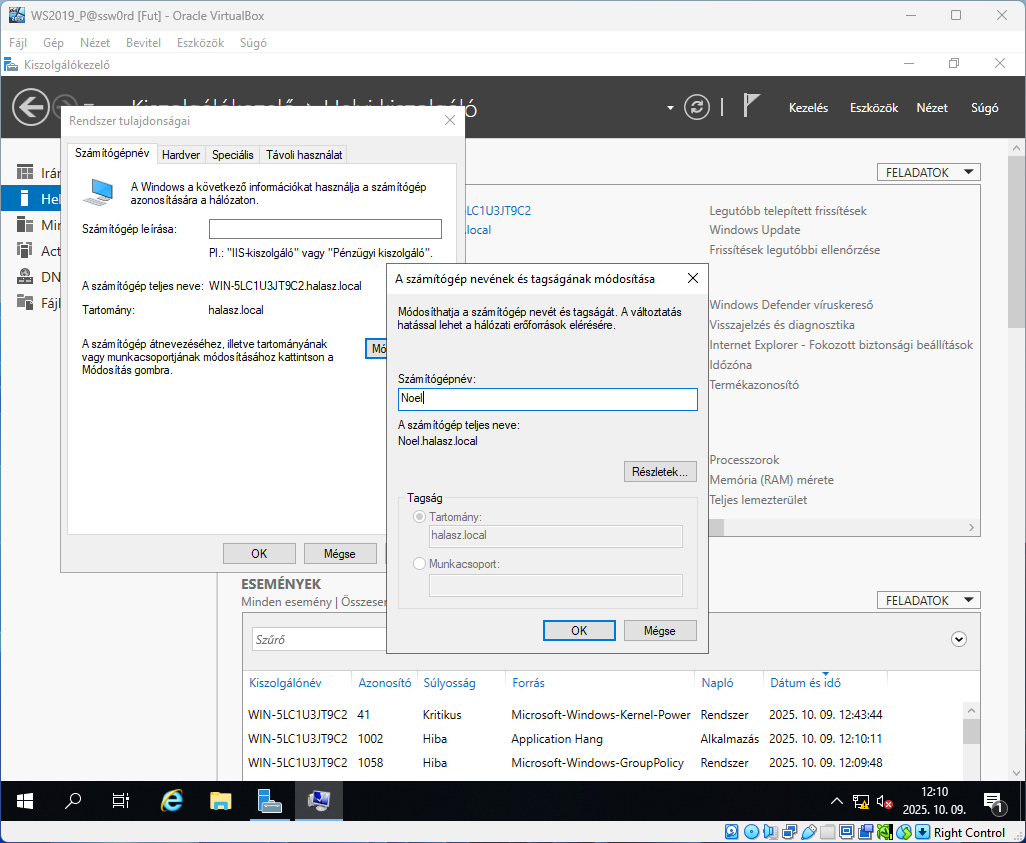 WS2019_P@ssw0rd [Fut] - Oracle VirtualBox
Fájl Gép Nézet Bevitel Eszközök Súgó
Kiszolgálókezelő
Kezelés Eszközök Nézet Súgó
Rendszer tulajdonságai
Számítógépnév Hardver Speciális Távoli használat
A Windows a következő információkat használja a számítógép
azonosítására a hálózaton.
Számítógép leírása:
Pl.: "IIS-kiszolgáló" vagy "Pénzügyi kiszolgáló".
A számítógép teljes neve: WIN-5LC1U3JT9C2.halasz.local
Tartomány: halasz.local
A számítógép átnevezéséhez, illetve tartományának
vagy munkacsoportjának módosításához kattintson a
Módosítás gombra.
Mó
OK Mégse
Irán
Hel
Min
Act
DN
Fájl
FELADATOK
LC1U3JT9C2
.local
Legutóbb telepített frissítések
Windows Update
Frissítések legutóbbi ellenőrzése
Windows Defender víruskereső
Visszajelzés és diagnosztika
Internet Explorer - Fokozott biztonsági beállítások
Időzóna
Termékazonosító
Processzorok
Memória (RAM) mérete
Teljes lemezterület
A számítógép nevének és tagságának módosítása
Módosíthatja a számítógép nevét és tagságát. A változtatás
hatással lehet a hálózati erőforrások elérésére.
Számítógépnév:
Noel
A számítógép teljes neve:
Noel.halasz.local
Részletek...
Tagság
Tartomány:
halasz.local
Munkacsoport:
OK Mégse
ESEMÉNYEK
Minden esemény | Összesen
FELADATOK
Szűrő
Kiszolgálónév Azonosító Súlyosság Forrás Napló Dátum és idő
WIN-5LC1U3JT9C2 41 Kritikus Microsoft-Windows-Kernel-Power Rendszer 2025. 10. 09. 12:43:44
WIN-5LC1U3JT9C2 1002 Hiba Application Hang Alkalmazás 2025. 10. 09. 12:10:11
WIN-5LC1U3JT9C2 1058 Hiba Microsoft-Windows-GroupPolicy Rendszer 2025. 10. 09. 12:09:48
12:10
2025. 10. 09.
1
Right Control